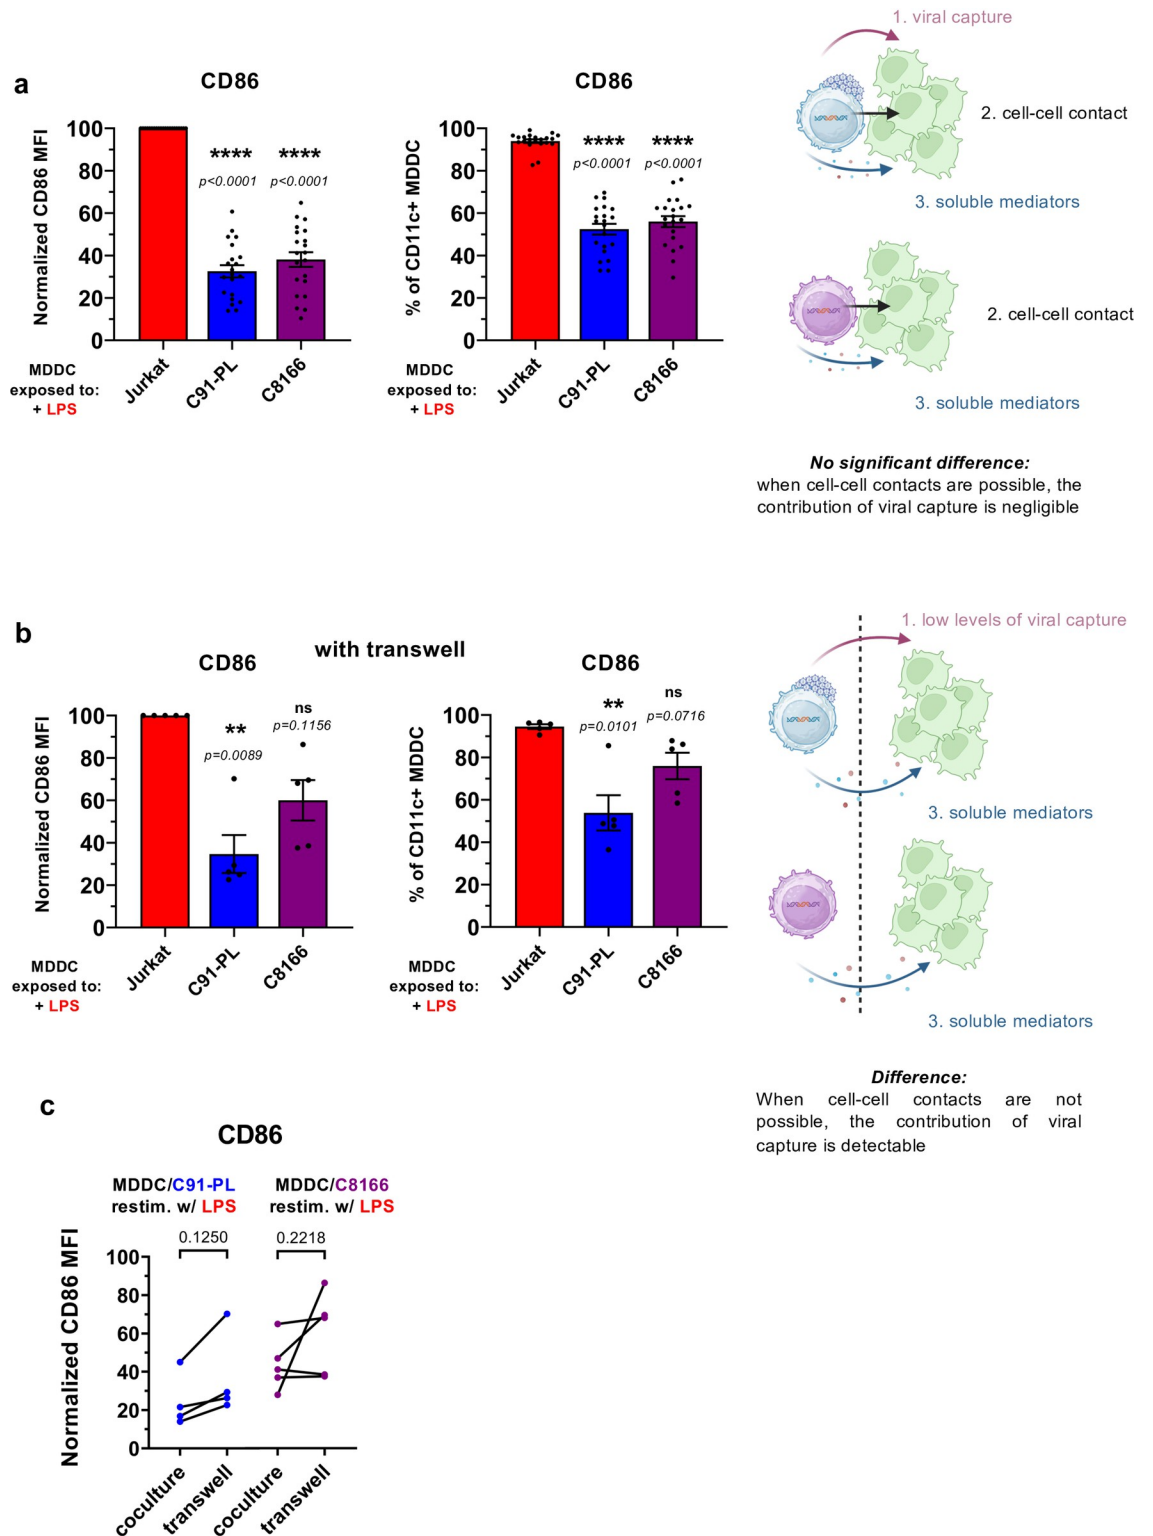 a
CD86
Normalized CD86 MFI
100
80
60
40
20
0
****
p<0.0001
****
p<0.0001
MDDC
exposed to:
+ LPS
Jurkat
C91-PL
C8166
CD86
% of CD11c+ MDDC
100
80
60
40
20
0
****
p<0.0001
****
p<0.0001
MDDC
exposed to:
+ LPS
Jurkat
C91-PL
C8166
1. viral capture
2. cell-cell contact
3. soluble mediators
2. cell-cell contact
3. soluble mediators
No significant difference:
when cell-cell contacts are possible, the
contribution of viral capture is negligible
b
with transwell
CD86
Normalized CD86 MFI
100
80
60
40
20
0
**
p=0.0089
ns
p=0.1156
MDDC
exposed to:
+ LPS
Jurkat
C91-PL
C8166
CD86
% of CD11c+ MDDC
100
80
60
40
20
0
**
p=0.0101
ns
p=0.0716
MDDC
exposed to:
+ LPS
Jurkat
C91-PL
C8166
1. low levels of viral capture
3. soluble mediators
3. soluble mediators
Difference:
When cell-cell contacts are not
possible, the contribution of viral
capture is detectable
c
CD86
MDDC/C91-PL
restim. w/ LPS
MDDC/C8166
restim. w/ LPS
0.1250
0.2218
Normalized CD86 MFI
100
80
60
40
20
0
coculture
transwell
coculture
transwell